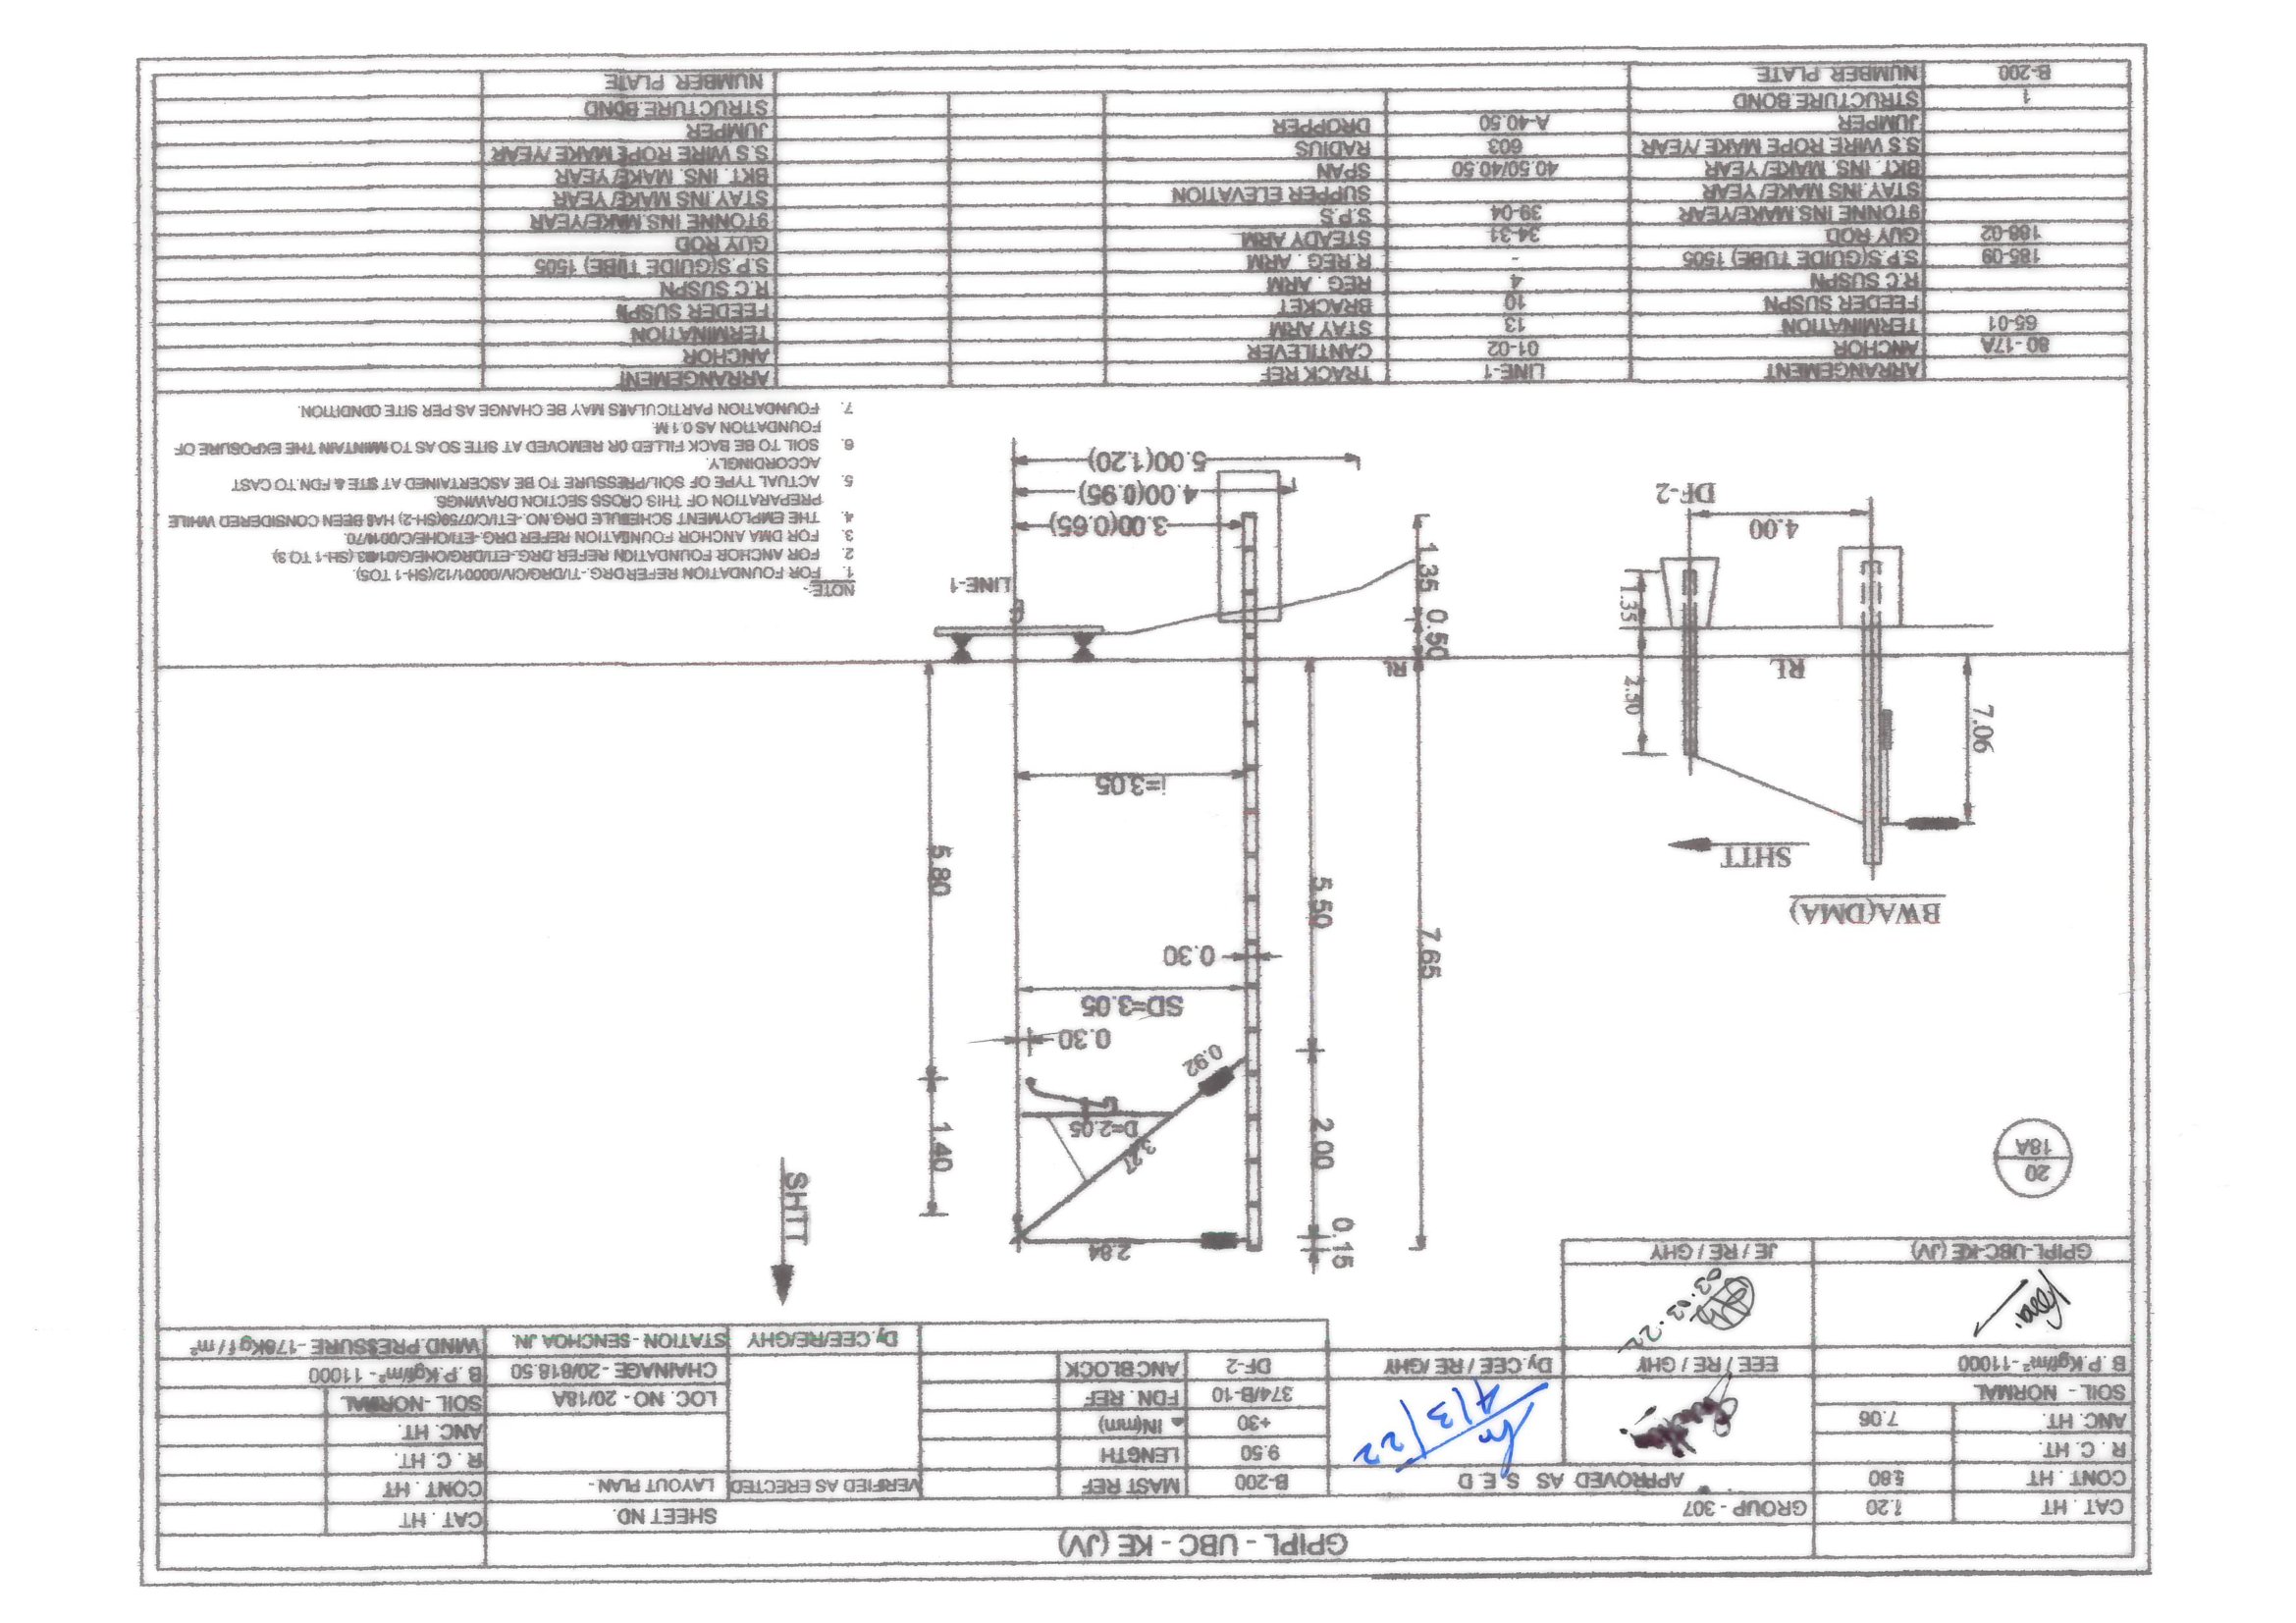 GPIPL - UBC - KE (JV)
CAT . HT 7.20
CONT . HT 5.80
R . C. HT.
ANC. HT. 7.06
SOIL - NORMAL
B .P.Kgf/m² -11000
GPIPL-UBC-KE (JV)
GROUP - 307
APPROVED AS S . E . D
EEE / RE / GHY
4/3/22
Dy.CEE / RE /GHY
03.03.22
JE / RE / GHY
B-200 MAST REF
9.50 LENGTH
+30 IN(mm)
374/B-10 FDN . REF
DF-2 ANC BLOCK
VERIFIED AS ERECTED
Dy.CEE/RE/GHY
SHEET NO.
LAYOUT PLAN -
LOC. NO - 20/18A
CHAINAGE - 20/818.50
STATION - SENCHOA JN.
CAT . HT
CONT . HT
R . C. HT.
ANC. HT.
SOIL -NORMAL
B .P.Kgf/m² - 11000
WIND.PRESSURE -176Kg f / m²
20
18A
SHTT
0.15
2.84
2.00
3.27
D=2.05
1.40
0.92
0.30
SD=3.05
0.30
7.65
5.50
5.80
i=3.05
RL
0.50
1.35
LINE-1
3.00(0.65)
4.00(0.95)
5.00(1.20)
BWA(DMA)
SHTT
7.06
RL
2.50
1.35
4.00
DF-2
NOTE:-
1. FOR FOUNDATION REFER DRG.-TI/DRG/CIV/00001/12/(SH-1 TO5).
2. FOR ANCHOR FOUNDATION REFER (SH-1 TO 3)
3. FOR DMA ANCHOR FOUNDATION REFER DRG.-ETI/OHE/C/0014/70.
4. THE EMPLOYMENT SCHEDULE (SH-2) HAS BEEN CONSIDERED WHILE
PREPARATION OF THIS CROSS SECTION DRAWINGS.
5. ACTUAL TYPE OF SOIL/PRESSURE TO BE ASCERTAINED AT SITE & FDN.TO CAST
ACCORDINGLY.
6. SOIL TO BE BACK FILLED OR REMOVED AT SITE SO AS TO MAINTAIN THE EXPOSURE OF
FOUNDATION AS 0.1 M.
7. FOUNDATION PARTICULARS MAY BE CHANGE AS PER SITE CONDITION.
ARRANGEMENT LINE-1 TRACK REF ARRANGEMENT
80 -17A ANCHOR 01-02 CANTILEVER ANCHOR
65-01 TERMINATION 13 STAY ARM TERMINATION
FEEDER SUSPN 10 BRACKET FEEDER SUSPN
R.C SUSPN 4 REG . ARM R.C SUSPN
185-09 S.P.S(GUIDE TUBE) 1505 - R.REG . ARM S.P.S(GUIDE TUBE) 1505
188-02 GUY ROD 34-31 STEADY ARM GUY ROD
9TONNE INS.MAKE/YEAR 39-04 S.P.S 9TONNE INS.MAKE/YEAR
STAY.INS MAKE/ YEAR SUPPER ELEVATION STAY.INS MAKE/ YEAR
BKT. INS. MAKE/ YEAR 40.50/40.50 SPAN BKT. INS. MAKE/ YEAR
S.S WIRE ROPE MAKE /YEAR 603 RADIUS S.S WIRE ROPE MAKE /YEAR
JUMPER A-40.50 DROPPER JUMPER
1 STRUCTURE.BOND STRUCTURE.BOND
B-200 NUMBER PLATE NUMBER PLATE